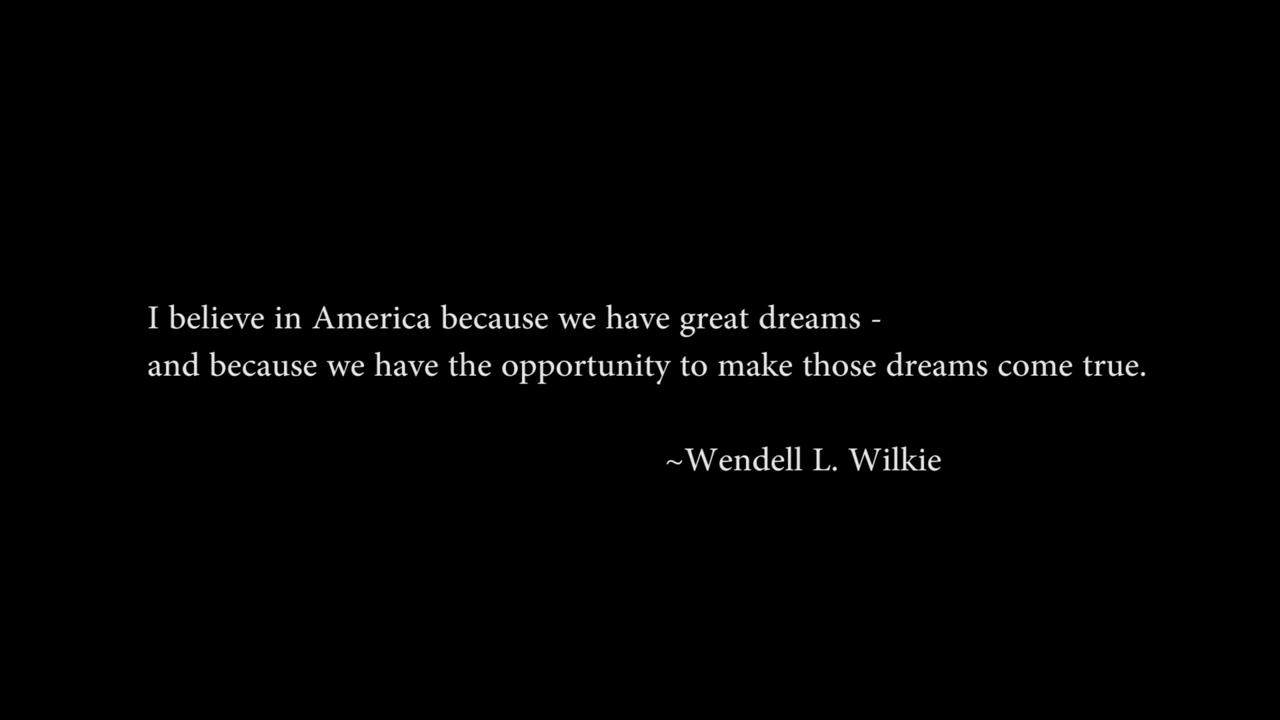 I believe in America because we have great dreams -
and because we have the opportunity to make those dreams come true.
~Wendell L. Wilkie